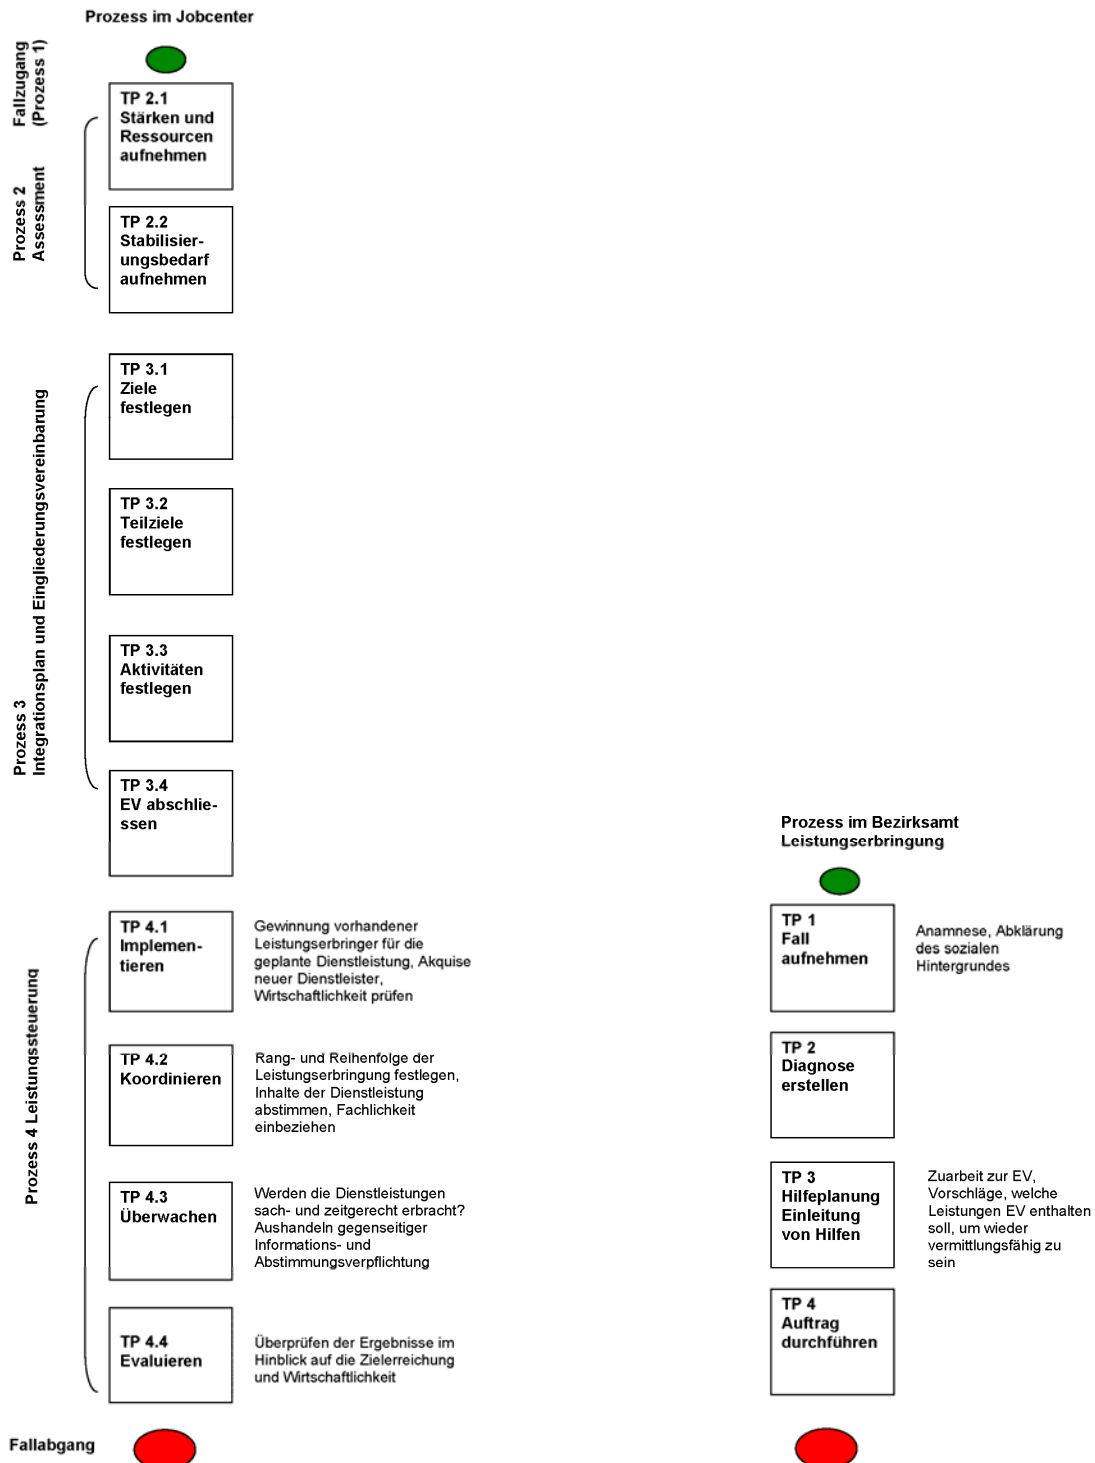 Prozess im Jobcenter
Fallzugang
(Prozess 1)
TP 2.1
Stärken und
Ressourcen
aufnehmen
Prozess 2
Assessment
TP 2.2
Stabilisier-
ungsbedarf
aufnehmen
Prozess 3
Integrationsplan und Eingliederungsvereinbarung
TP 3.1
Ziele
festlegen
TP 3.2
Teilziele
festlegen
TP 3.3
Aktivitäten
festlegen
TP 3.4
EV abschlie-
ssen
Prozess 4 Leistungssteuerung
TP 4.1
Implemen-
tieren
Gewinnung vorhandener
Leistungserbringer für die
geplante Dienstleistung, Akquise
neuer Dienstleister,
Wirtschaftlichkeit prüfen
TP 4.2
Koordinieren
Rang- und Reihenfolge der
Leistungserbringung festlegen,
Inhalte der Dienstleistung
abstimmen, Fachlichkeit
einbeziehen
TP 4.3
Überwachen
Werden die Dienstleistungen
sach- und zeitgerecht erbracht?
Aushandeln gegenseitiger
Informations- und
Abstimmungsverpflichtung
TP 4.4
Evaluieren
Überprüfen der Ergebnisse im
Hinblick auf die Zielerreichung
und Wirtschaftlichkeit
Fallabgang
Prozess im Bezirksamt
Leistungserbringung
TP 1
Fall
aufnehmen
Anamnese, Abklärung
des sozialen
Hintergrundes
TP 2
Diagnose
erstellen
TP 3
Hilfeplanung
Einleitung
von Hilfen
Zuarbeit zur EV,
Vorschläge, welche
Leistungen EV enthalten
soll, um wieder
vermittlungsfähig zu
sein
TP 4
Auftrag
durchführen